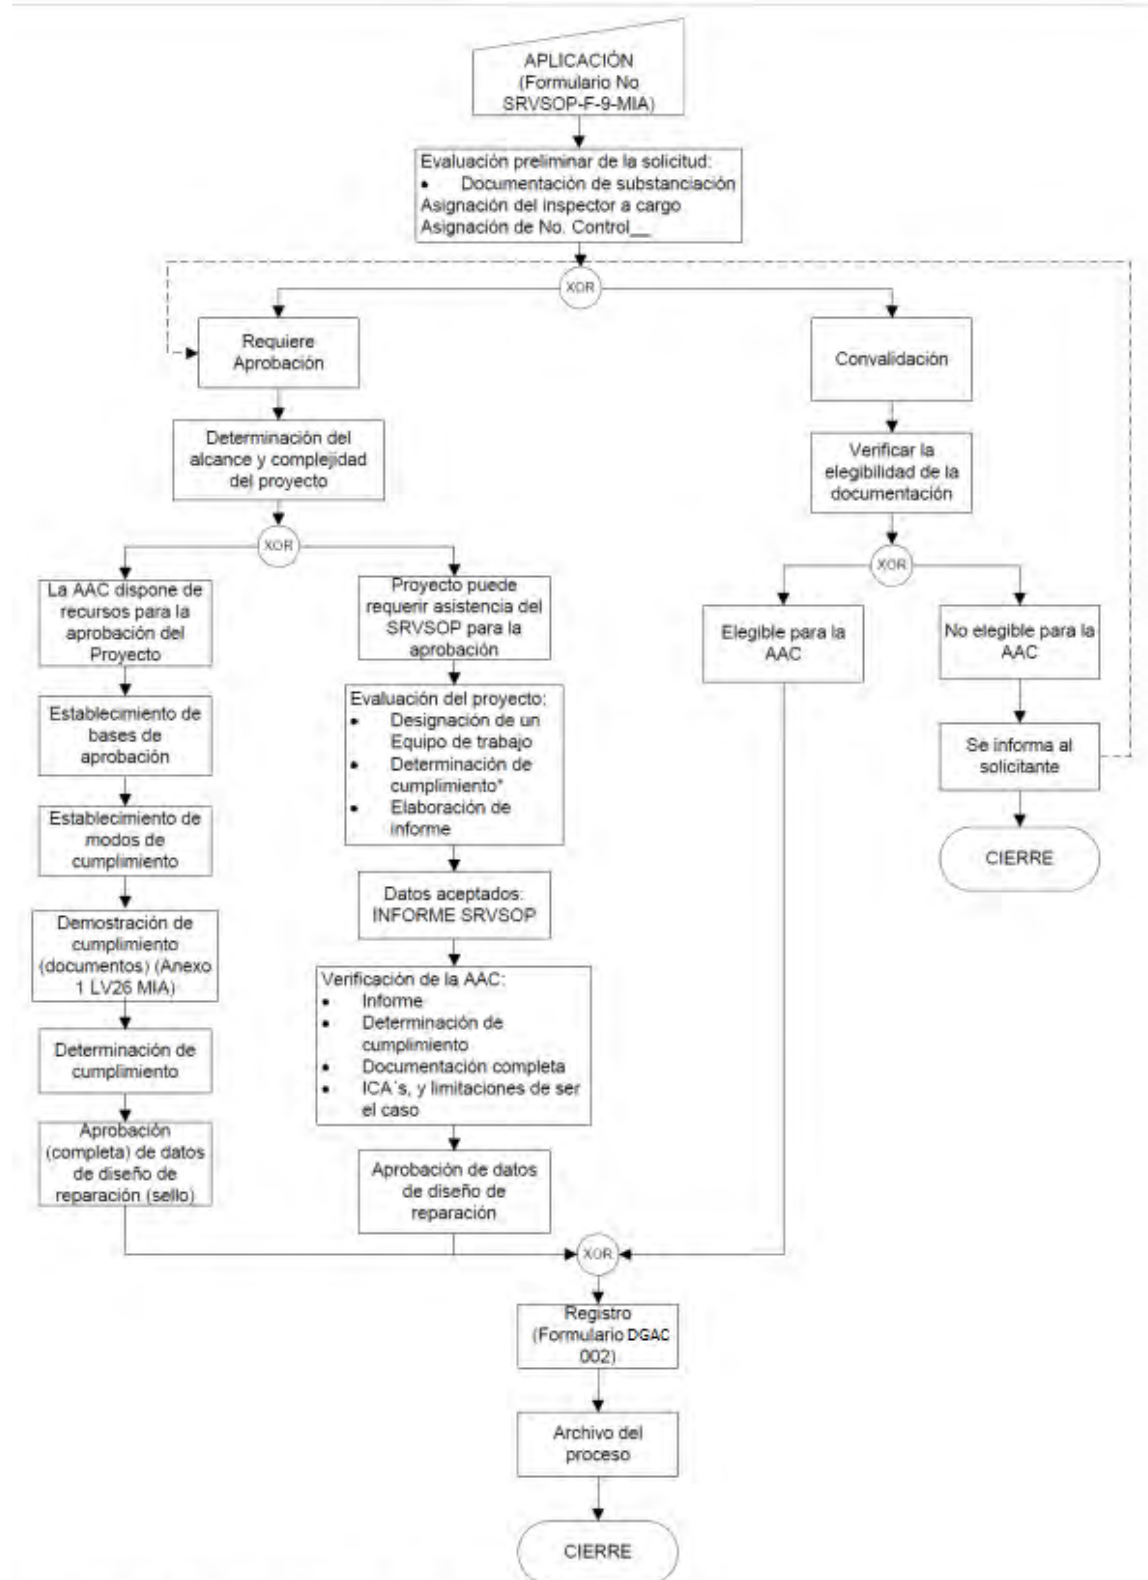 APLICACIÓN
(Formulario No
SRVSOP-F-9-MIA)
Evaluación preliminar de la solicitud:
• Documentación de substanciación
Asignación del inspector a cargo
Asignación de No. Control__
XOR
Requiere
Aprobación
Convalidación
Determinación del
alcance y complejidad
del proyecto
Verificar la
elegibilidad de la
documentación
XOR
XOR
La AAC dispone de
recursos para la
aprobación del
Proyecto
Proyecto puede
requerir asistencia del
SRVSOP para la
aprobación
Elegible para la
AAC
No elegible para la
AAC
Establecimiento de
bases de
aprobación
Evaluación del proyecto:
• Designación de un
Equipo de trabajo
• Determinación de
cumplimiento*
• Elaboración de
informe
Se informa al
solicitante
Establecimiento de
modos de
cumplimiento
CIERRE
Demostración de
cumplimiento
(documentos) (Anexo
1 LV26 MIA)
Datos aceptados:
INFORME SRVSOP
Verificación de la AAC:
• Informe
• Determinación de
cumplimiento
• Documentación completa
• ICA´s, y limitaciones de ser
el caso
Determinación de
cumplimiento
Aprobación
(completa) de datos
de diseño de
reparación (sello)
Aprobación de datos
de diseño de
reparación
XOR
Registro
(Formulario DGAC
002)
Archivo del
proceso
CIERRE